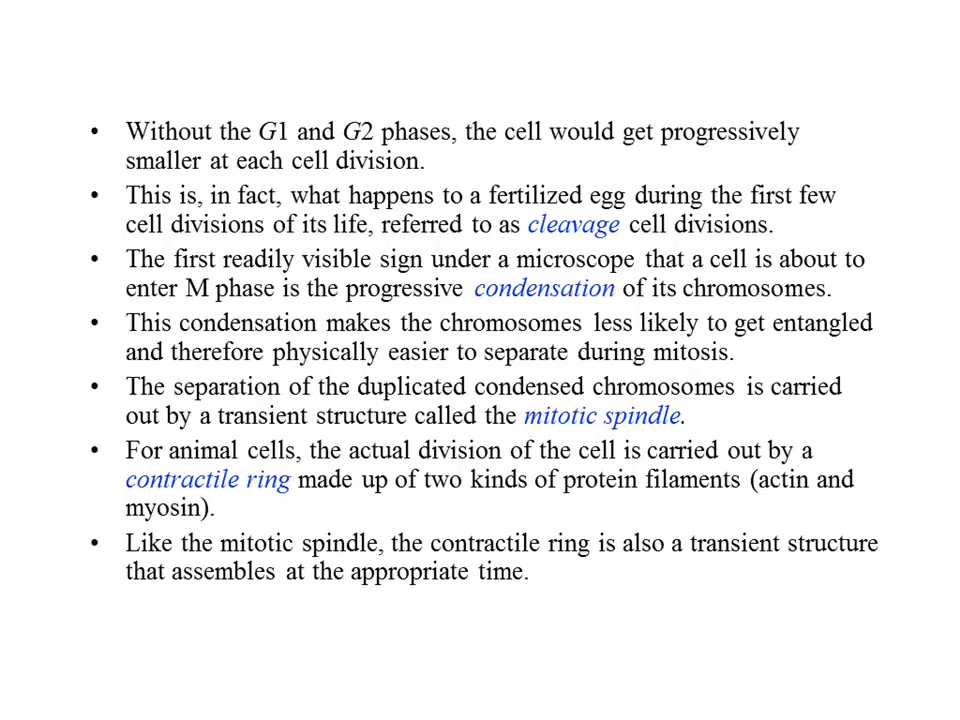 • Without the G1 and G2 phases, the cell would get progressively
smaller at each cell division.
• This is, in fact, what happens to a fertilized egg during the first few
cell divisions of its life, referred to as cleavage cell divisions.
• The first readily visible sign under a microscope that a cell is about to
enter M phase is the progressive condensation of its chromosomes.
• This condensation makes the chromosomes less likely to get entangled
and therefore physically easier to separate during mitosis.
• The separation of the duplicated condensed chromosomes is carried
out by a transient structure called the mitotic spindle.
• For animal cells, the actual division of the cell is carried out by a
contractile ring made up of two kinds of protein filaments (actin and
myosin).
• Like the mitotic spindle, the contractile ring is also a transient structure
that assembles at the appropriate time.